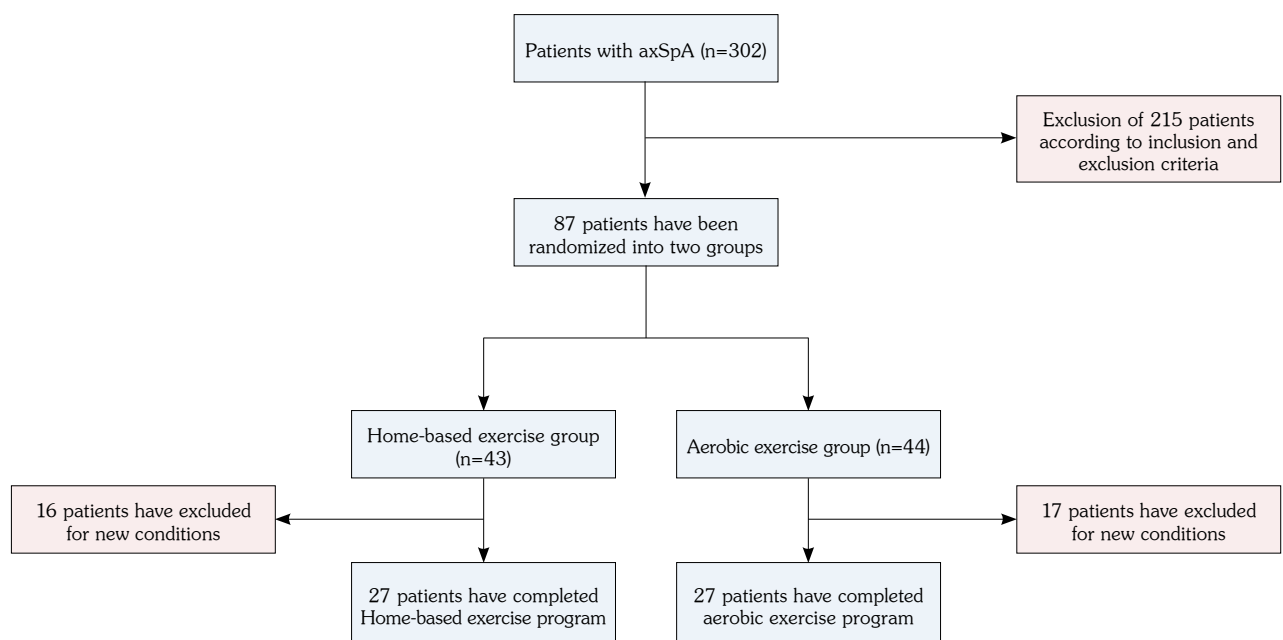 Patients with axSpA (n=302)
Exclusion of 215 patients
according to inclusion and
exclusion criteria
87 patients have been
randomized into two groups
Home-based exercise group
(n=43)
Aerobic exercise group (n=44)
16 patients have excluded
for new conditions
17 patients have excluded
for new conditions
27 patients have completed
Home-based exercise program
27 patients have completed
aerobic exercise program